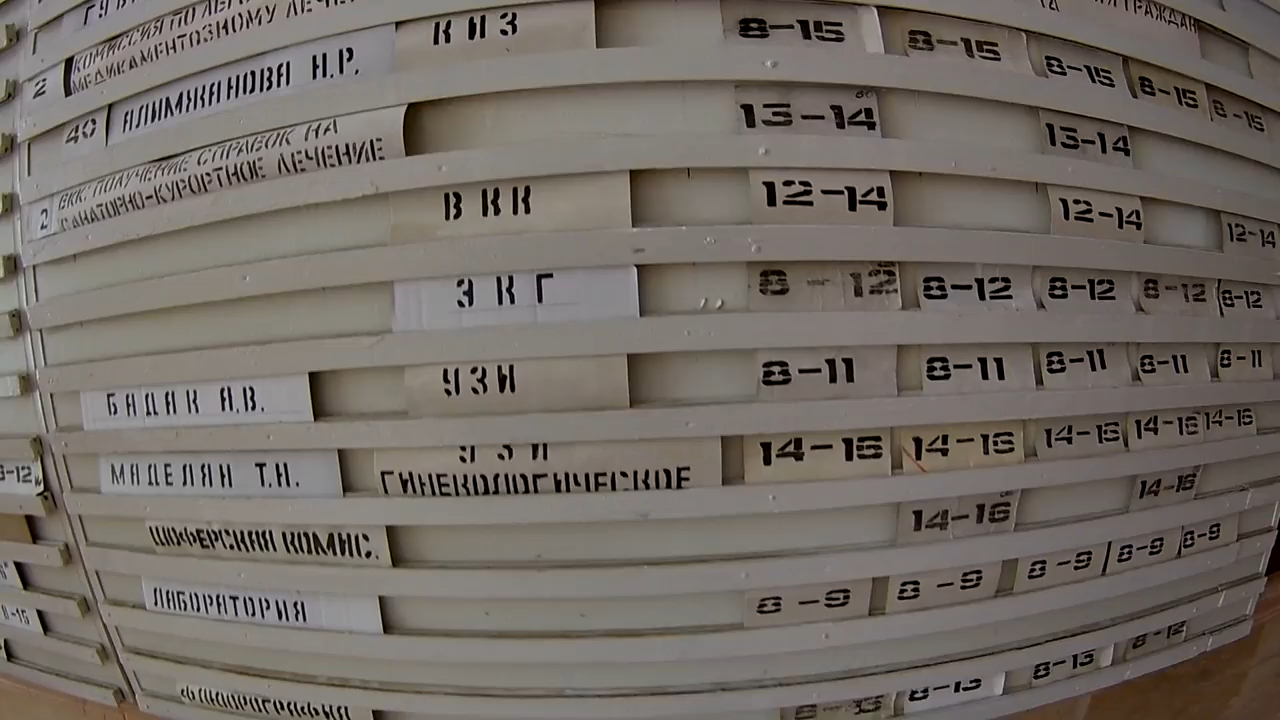 КОМИССИЯ ПО
2 МЕДИКАМЕНТОЗНОМУ ЛЕЧЕ
КИЗ 8-15 8-15 8-15 8-15 8-15
40 АЛИМЖАНОВА Н.Р. 13-14 13-14
ВКК: ПОЛУЧЕНИЕ СПРАВОК НА
2 САНАТОРНО-КУРОРТНОЕ ЛЕЧЕНИЕ
ВКК 12-14 12-14 12-14
ЭКГ 8-12 8-12 8-12 8-12 8-12
БАДАК А.В. УЗИ 8-11 8-11 8-11 8-11 8-11
МАДЕЛЯН Т.Н. УЗИ 14-16 14-16 14-16 14-16 14-16
ГИНЕКОЛОГИЧЕСКОЕ
ШОФЕРСКАЯ КОМИС. 14-16 14-16
ЛАБОРАТОРИЯ 8-9 8-9 8-9 8-9 8-9
ФЛЮОРОГРАФИЯ 8-13 8-13 8-12